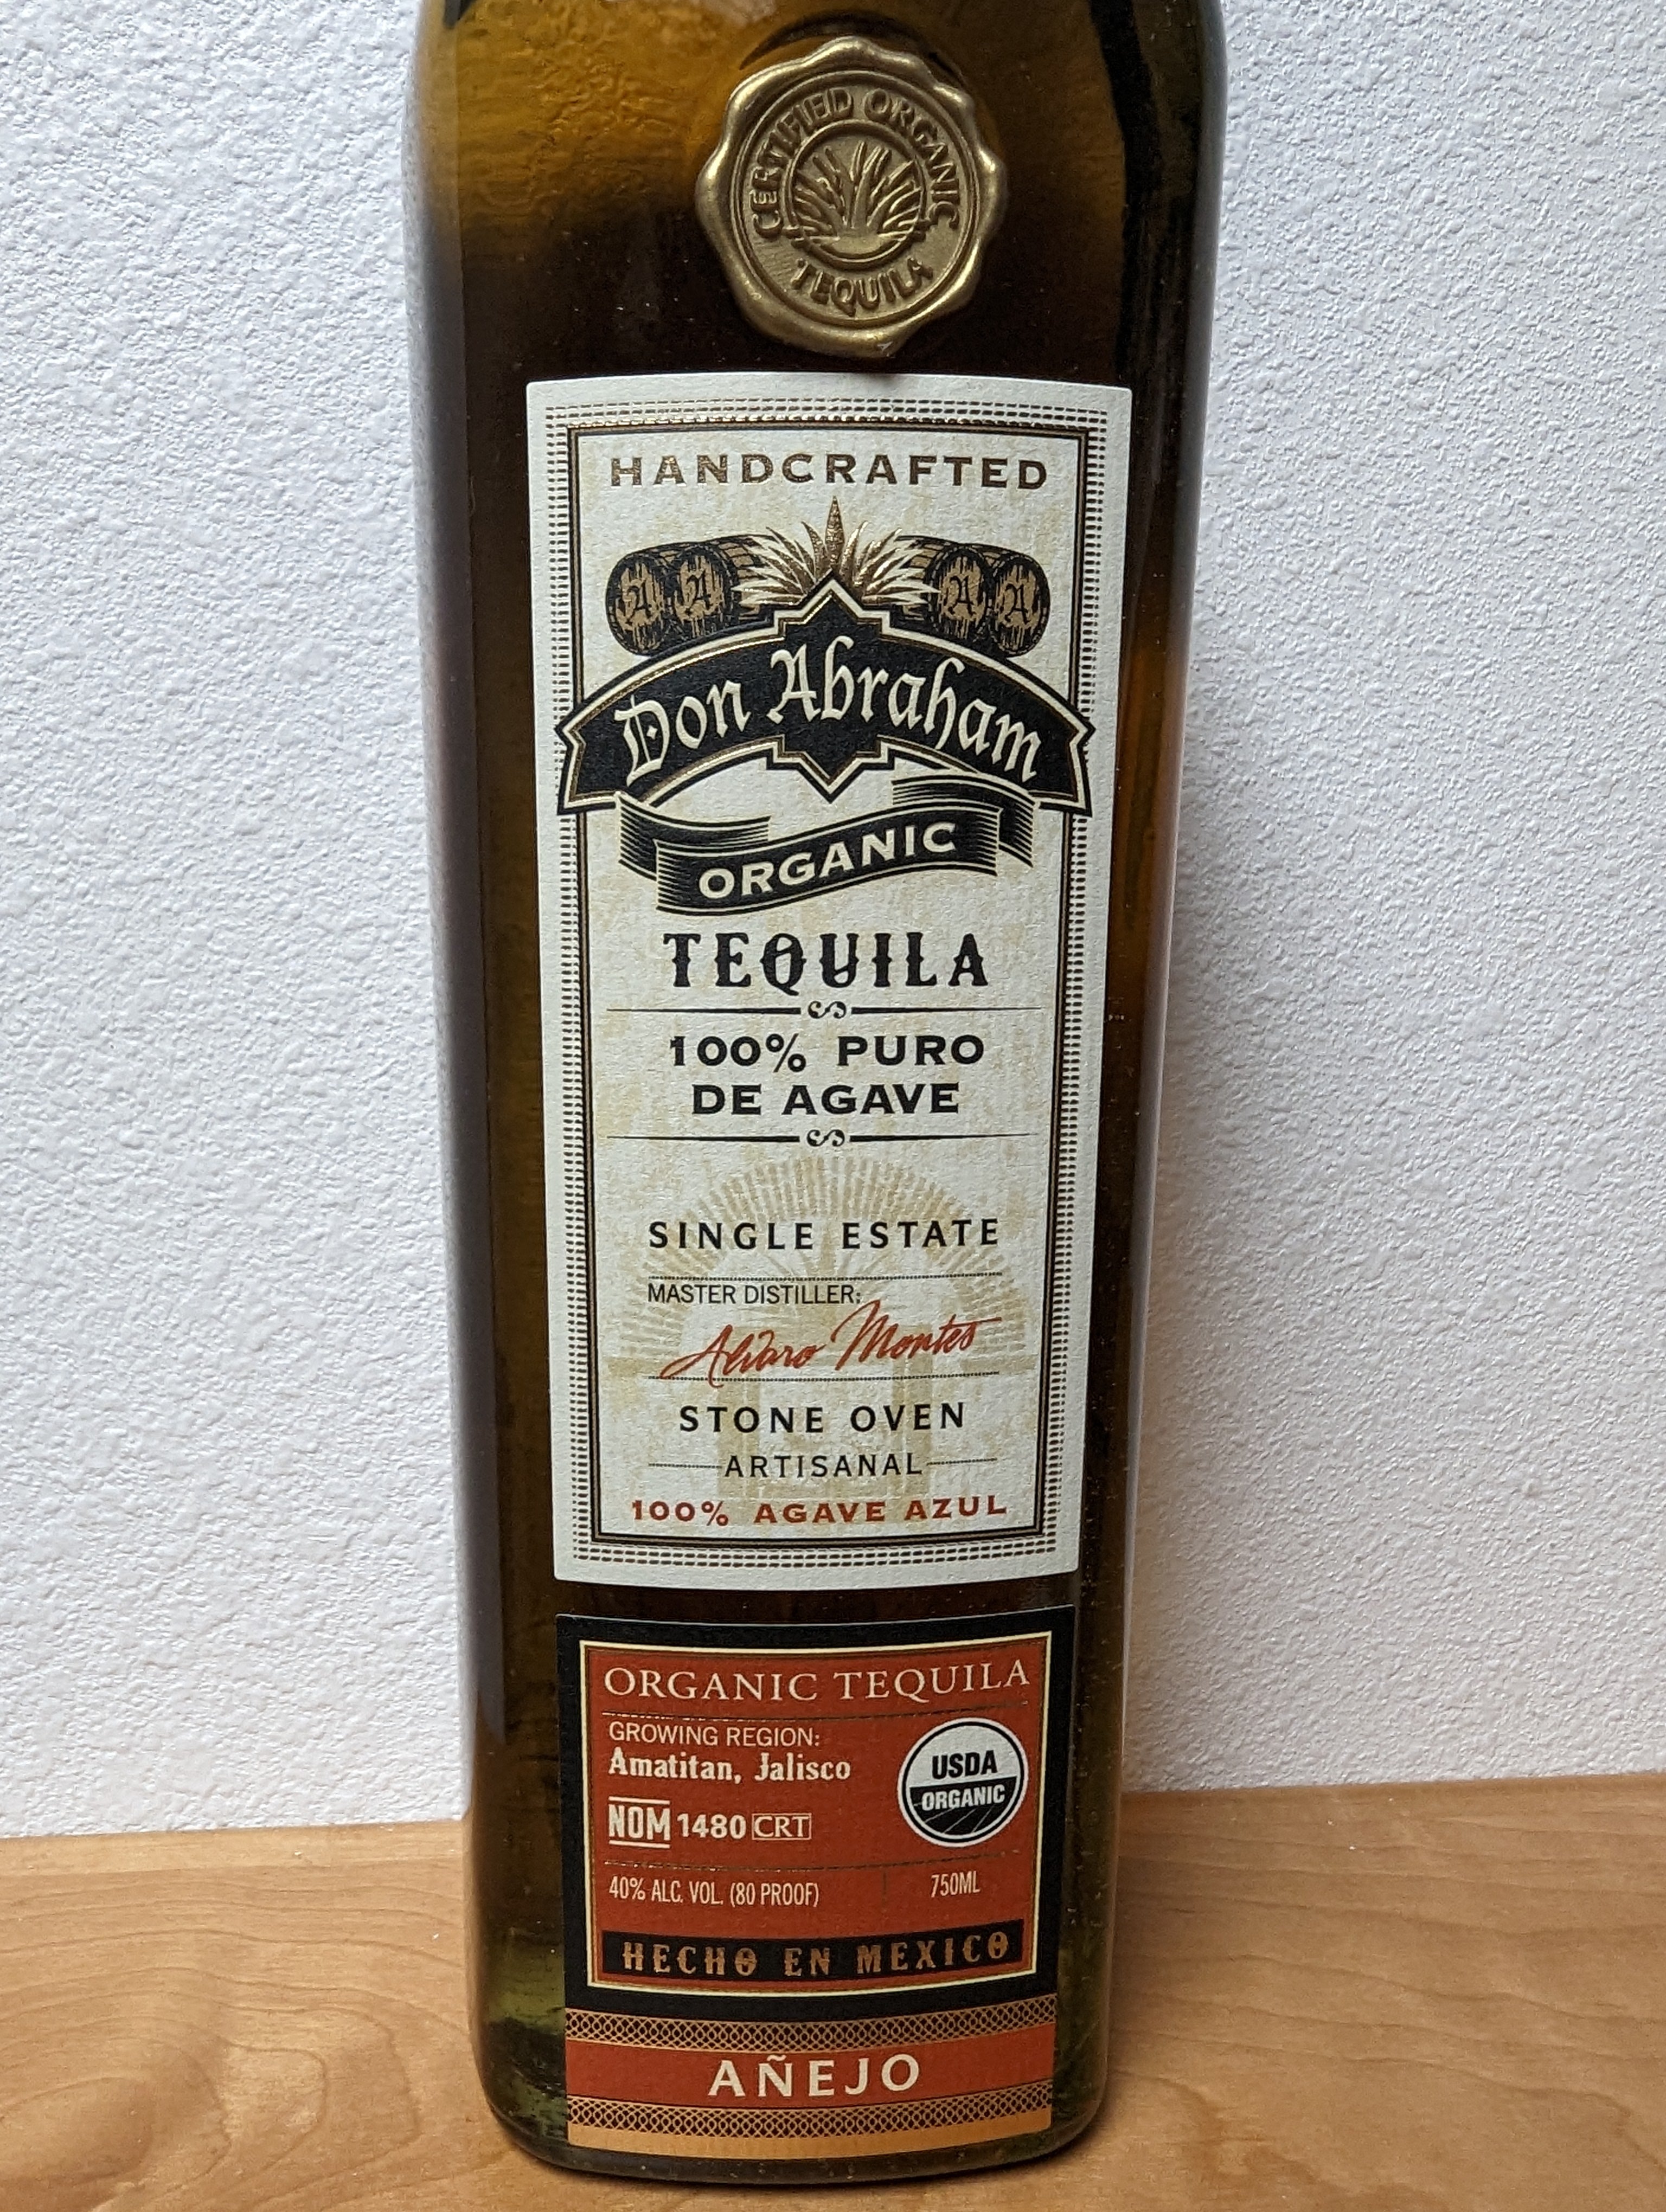 CERTIFIED ORGANIC
TEQUILA
HANDCRAFTED
A A A A
Don Abraham
ORGANIC
TEQUILA
100% PURO
DE AGAVE
SINGLE ESTATE
MASTER DISTILLER:
Alvaro Montes
STONE OVEN
ARTISANAL
100% AGAVE AZUL
ORGANIC TEQUILA
GROWING REGION:
Amatitan, Jalisco
USDA
ORGANIC
NOM 1480 CRT
40% ALC. VOL. (80 PROOF) 750ML
HECHO EN MEXICO
AÑEJO